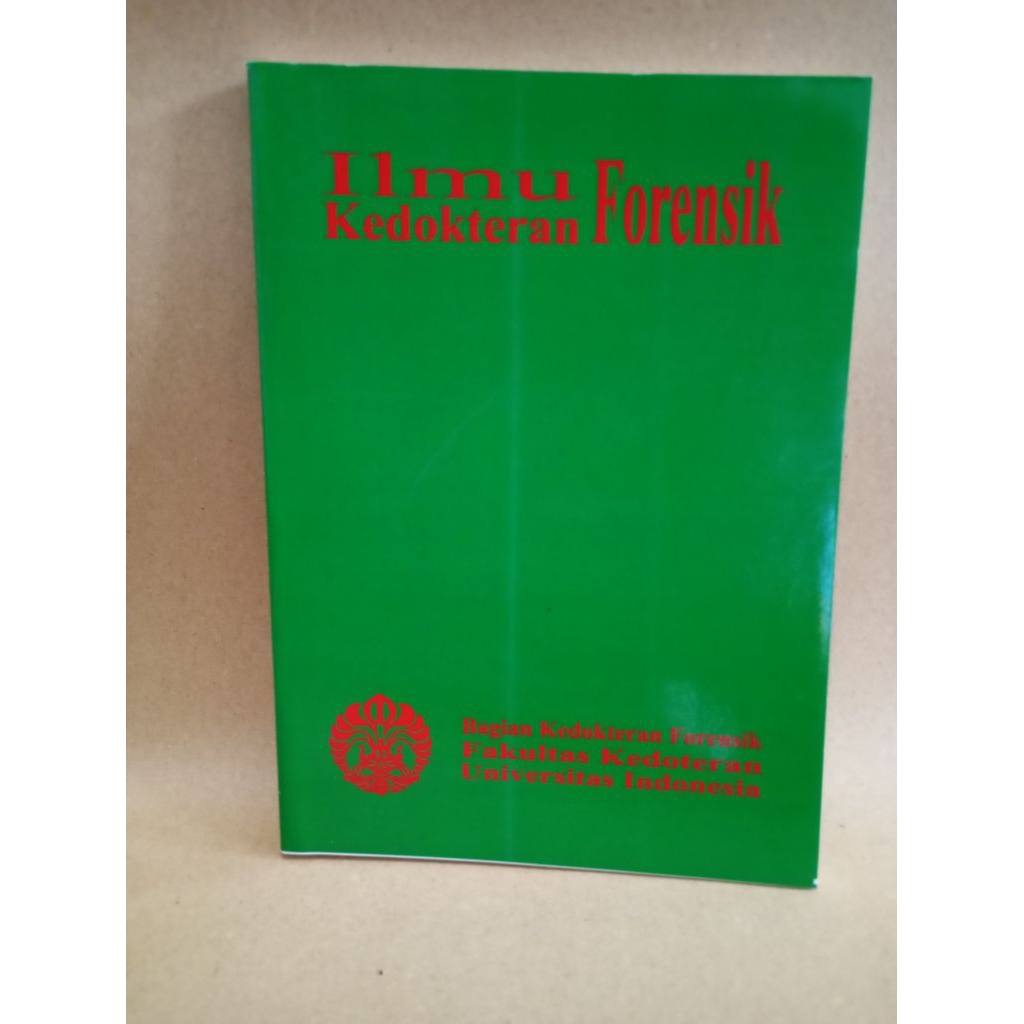 Ilmu
Kedokteran Forensik
Bagian Kedokteran Forensik
Fakultas Kedoteran
Universitas Indonesia